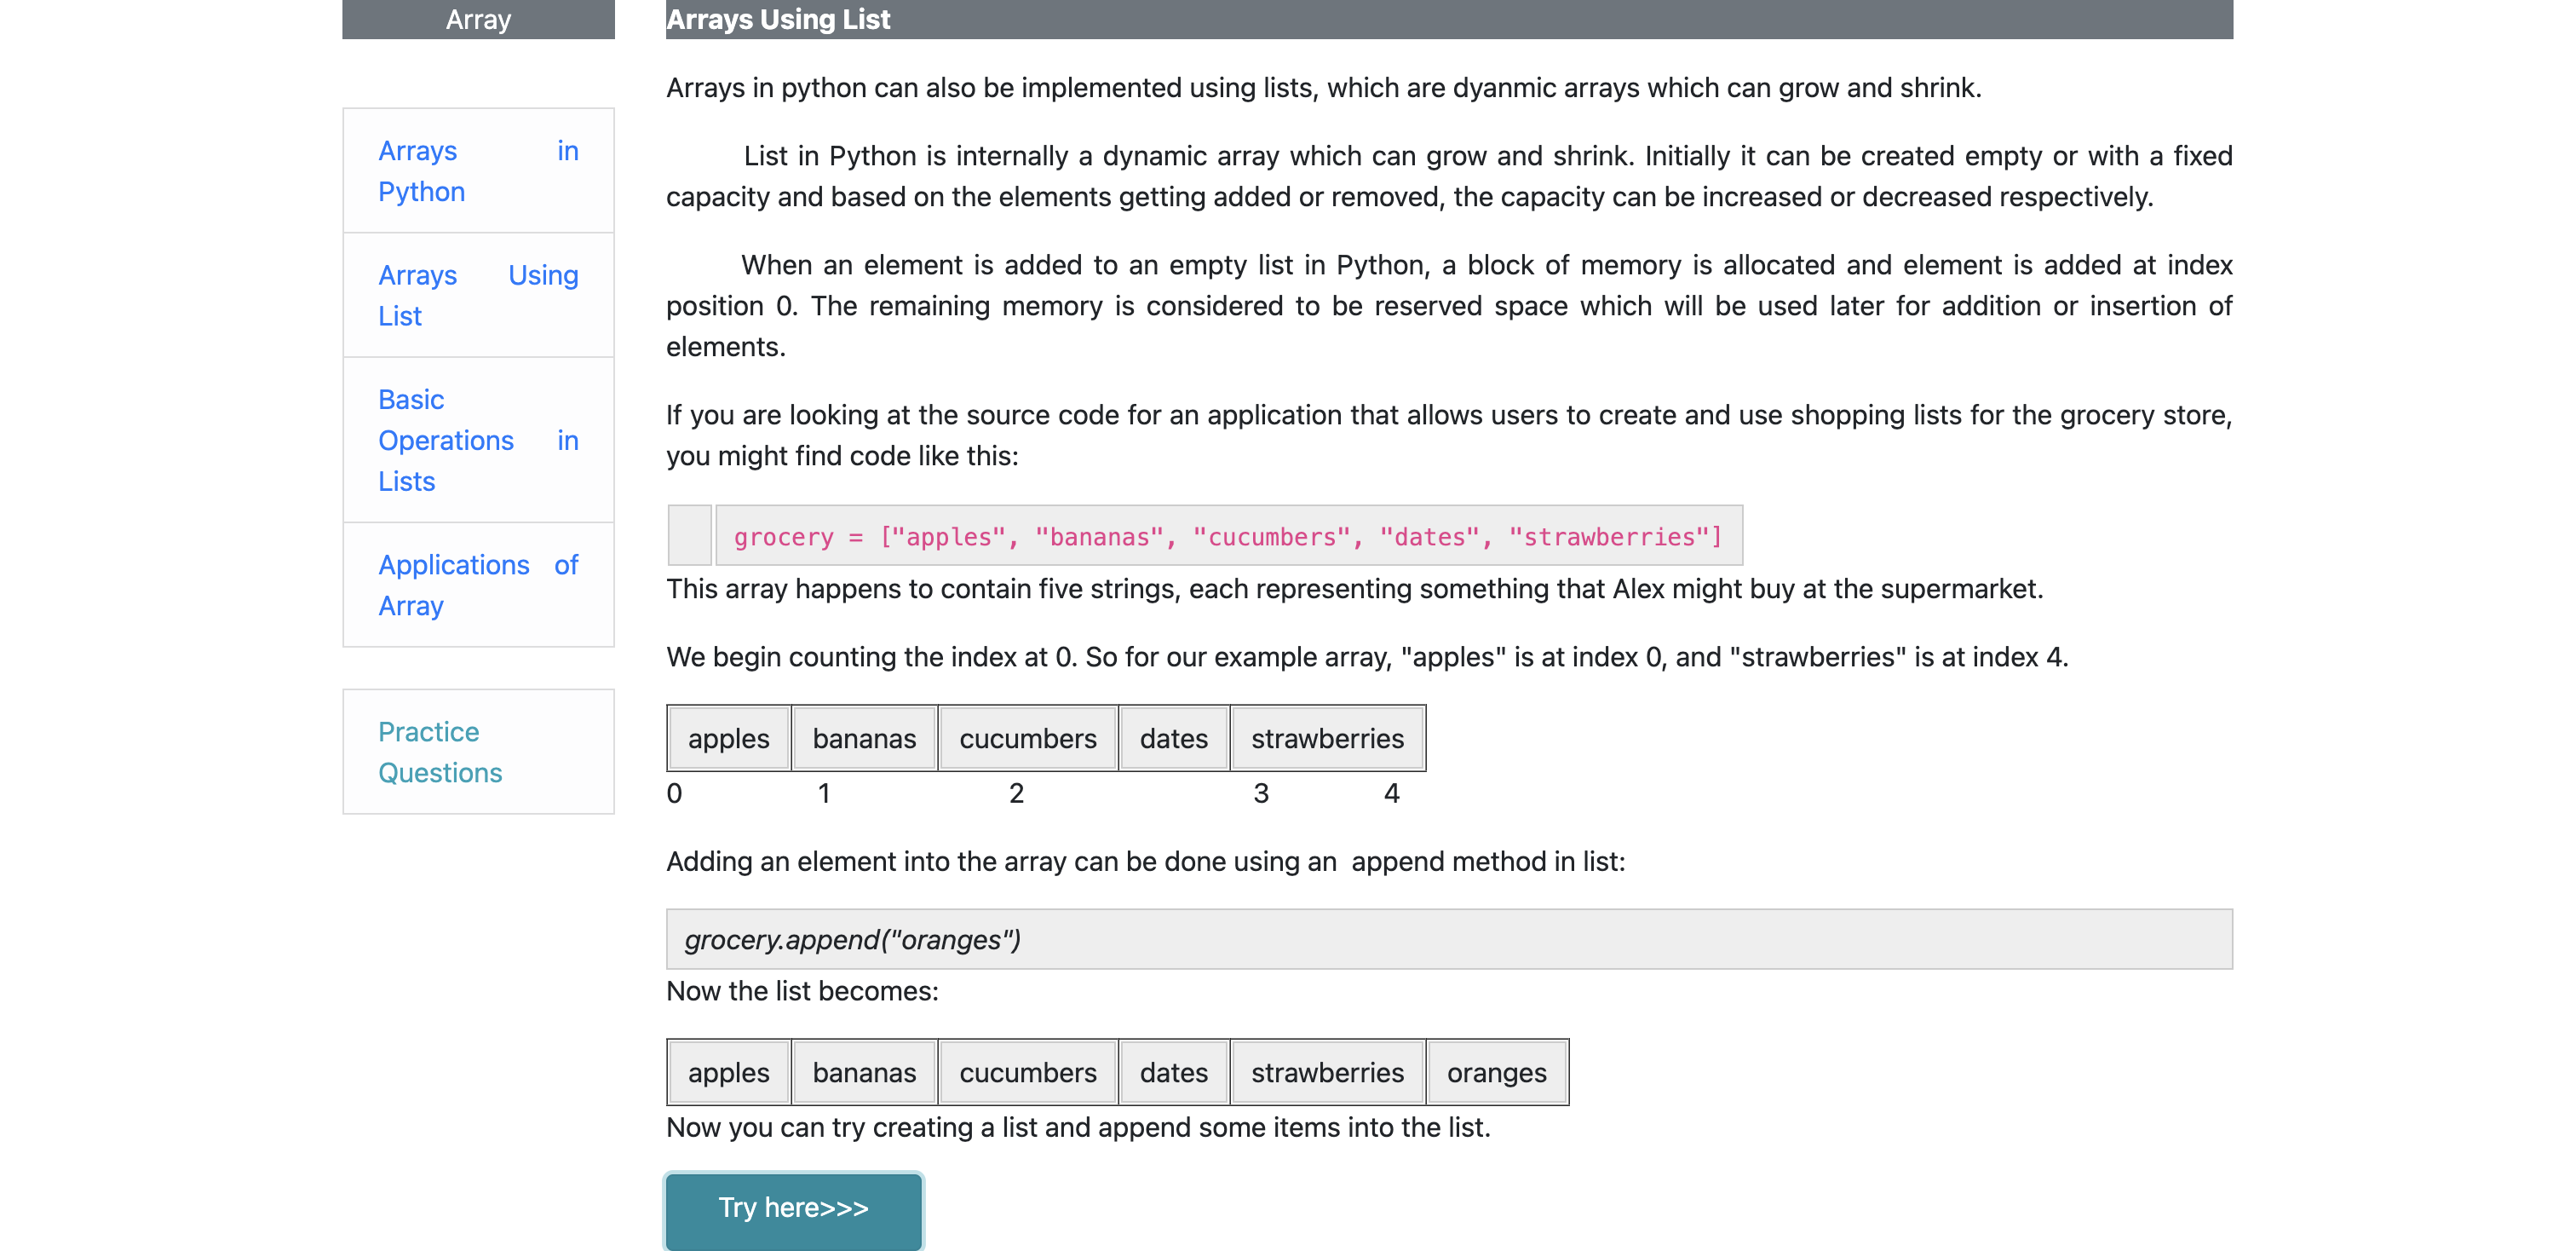 Array
Arrays in
Python
Arrays Using
List
Basic
Operations in
Lists
Applications of
Array
Practice
Questions
Arrays Using List
Arrays in python can also be implemented using lists, which are dyanmic arrays which can grow and shrink.
List in Python is internally a dynamic array which can grow and shrink. Initially it can be created empty or with a fixed
capacity and based on the elements getting added or removed, the capacity can be increased or decreased respectively.
When an element is added to an empty list in Python, a block of memory is allocated and element is added at index
position 0. The remaining memory is considered to be reserved space which will be used later for addition or insertion of
elements.
If you are looking at the source code for an application that allows users to create and use shopping lists for the grocery store,
you might find code like this:
grocery = ["apples", "bananas", "cucumbers", "dates", "strawberries"]
This array happens to contain five strings, each representing something that Alex might buy at the supermarket.
We begin counting the index at 0. So for our example array, "apples" is at index 0, and "strawberries" is at index 4.
apples bananas cucumbers dates strawberries
0 1 2 3 4
Adding an element into the array can be done using an append method in list:
grocery.append("oranges")
Now the list becomes:
apples bananas cucumbers dates strawberries oranges
Now you can try creating a list and append some items into the list.
Try here>>>